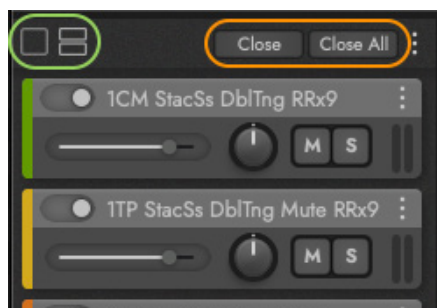 Close Close All
1CM StacSs DblTng RRx9
M S
1TP StacSs DblTng Mute RRx9
M S